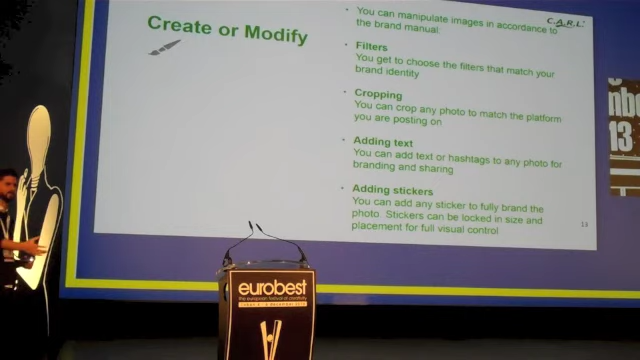 Create or Modify
C.A.R.L.
• You can manipulate images in accordance to
the brand manual:
• Filters
You get to choose the filters that match your
brand identity
• Cropping
You can crop any photo to match the platform
you are posting on
• Adding text
You can add text or hashtags to any photo for
branding and sharing
• Adding stickers
You can add any sticker to fully brand the
photo. Stickers can be locked in size and
placement for full visual control
13
eurobest
the european festival of creativity
13